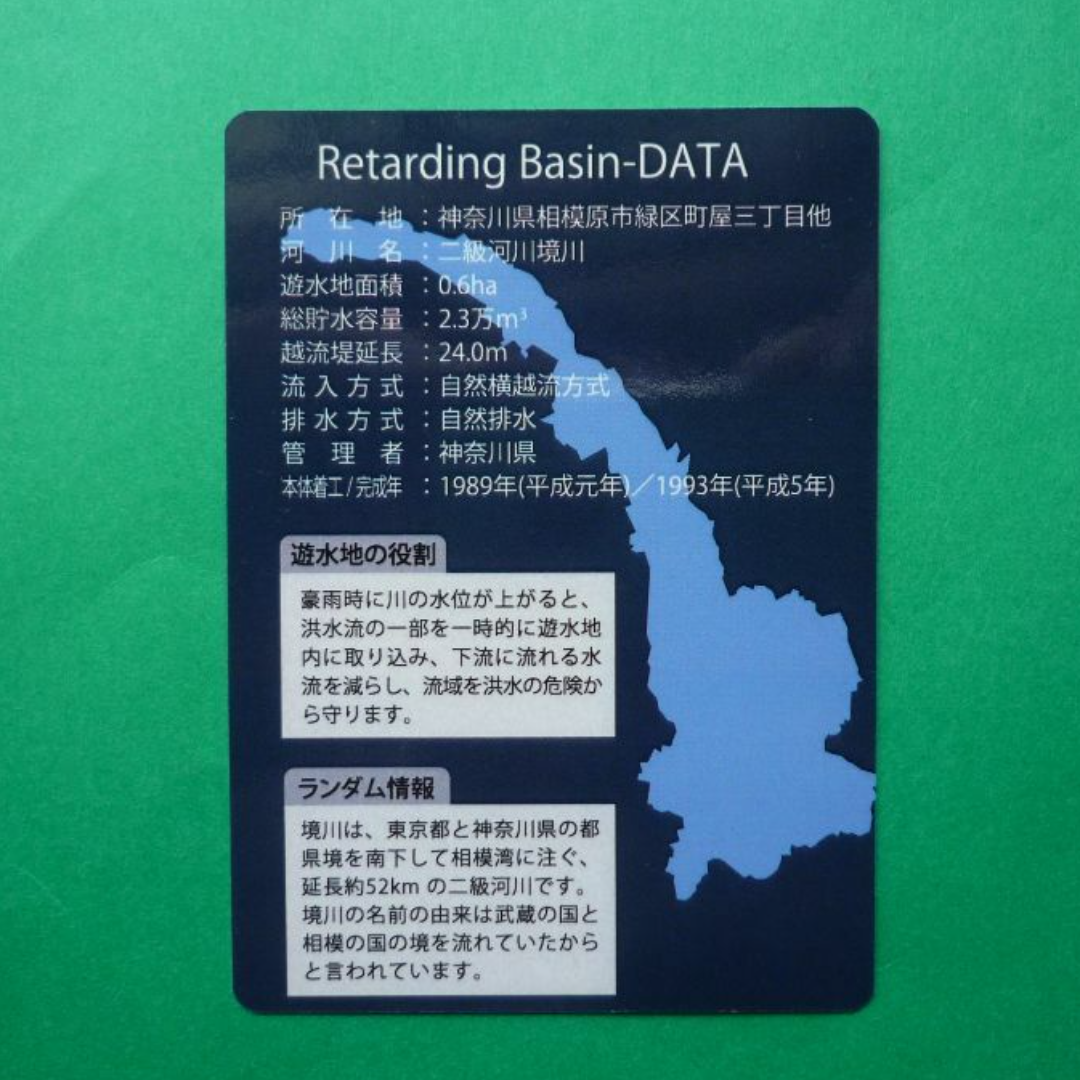 Retarding Basin-DATA
所在地：神奈川県相模原市緑区町屋三丁目他
河川名：二級河川境川
遊水地面積：0.6ha
総貯水容量：2.3万m³
越流堤延長：24.0m
流入方式：自然横越流方式
排水方式：自然排水
管理者：神奈川県
本体着工/完成年：1989年(平成元年)／1993年(平成5年)
遊水地の役割
豪雨時に川の水位が上がると、
洪水流の一部を一時的に遊水地
内に取り込み、下流に流れる水
流を減らし、流域を洪水の危険か
ら守ります。
ランダム情報
境川は、東京都と神奈川県の都
県境を南下して相模湾に注ぐ、
延長約52km の二級河川です。
境川の名前の由来は武蔵の国と
相模の国の境を流れていたから
と言われています。